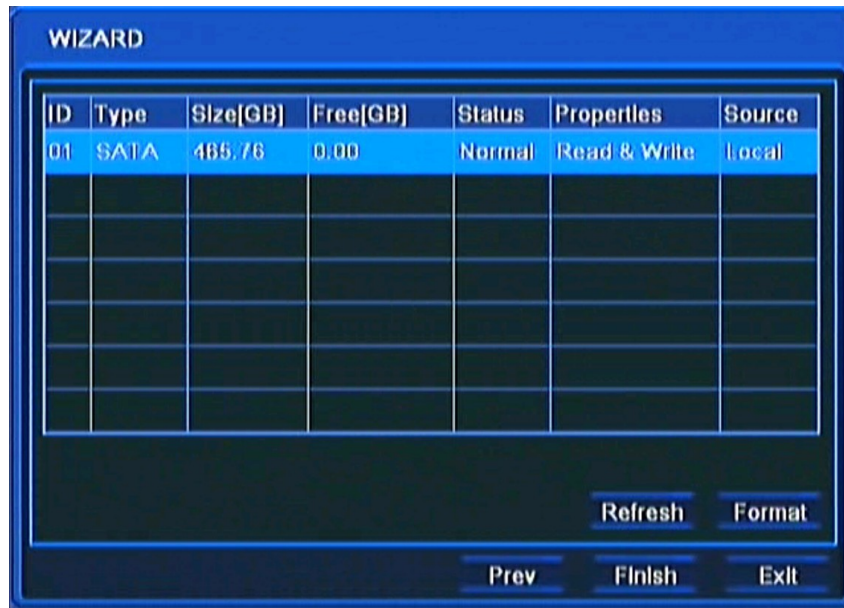 WIZARD
ID Type Size[GB] Free[GB] Status Properties Source
01 SATA 465.76 0.00 Normal Read & Write Local
Refresh Format
Prev Finish Exit